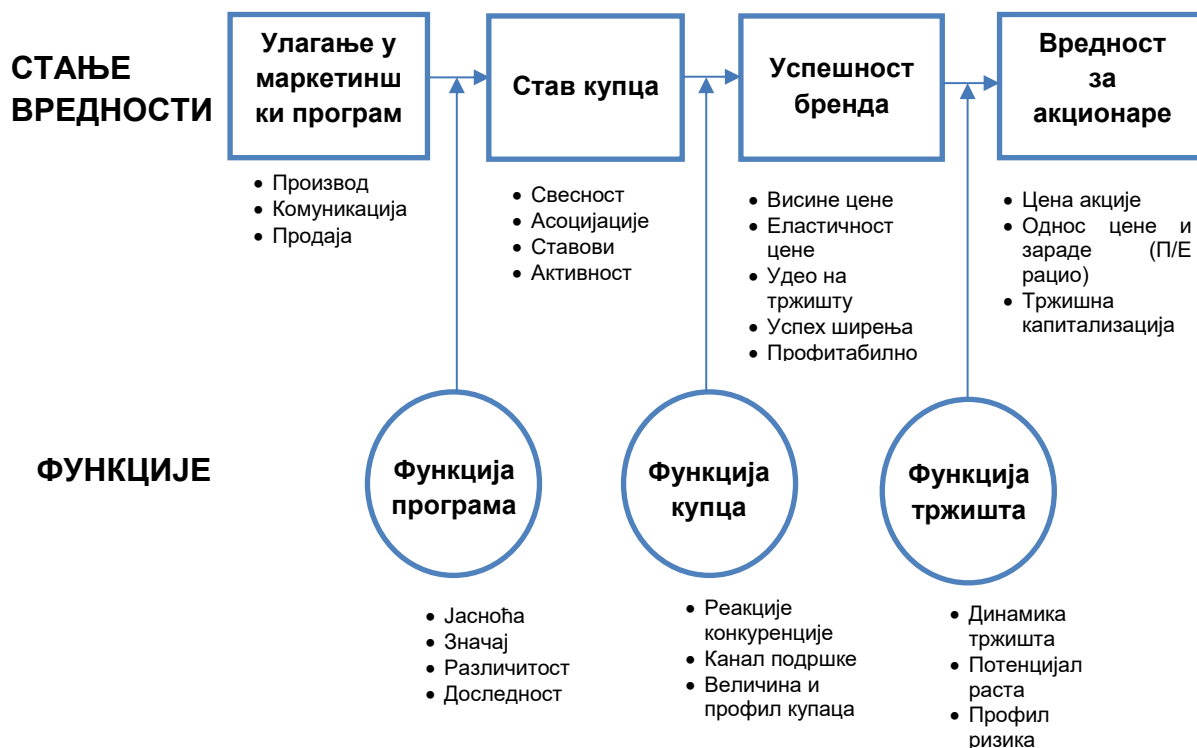 СТАЊЕ
ВРЕДНОСТИ
Улагање у
маркетинш
ки програм
Став купца
Успешност
бренда
Вредност
за
акционаре
• Производ
• Комуникација
• Продаја
• Свесност
• Асоцијације
• Ставови
• Активност
• Висине цене
• Еластичност
цене
• Удео на
тржишту
• Успех ширења
• Профитабилно
• Цена акције
• Однос цене и
зараде (П/Е
рацио)
• Тржишна
капитализација
ФУНКЦИЈЕ
Функција
програма
Функција
купца
Функција
тржишта
• Јасноћа
• Значај
• Различитост
• Доследност
• Реакције
конкуренције
• Канал подршке
• Величина и
профил купаца
• Динамика
тржишта
• Потенцијал
раста
• Профил
ризика